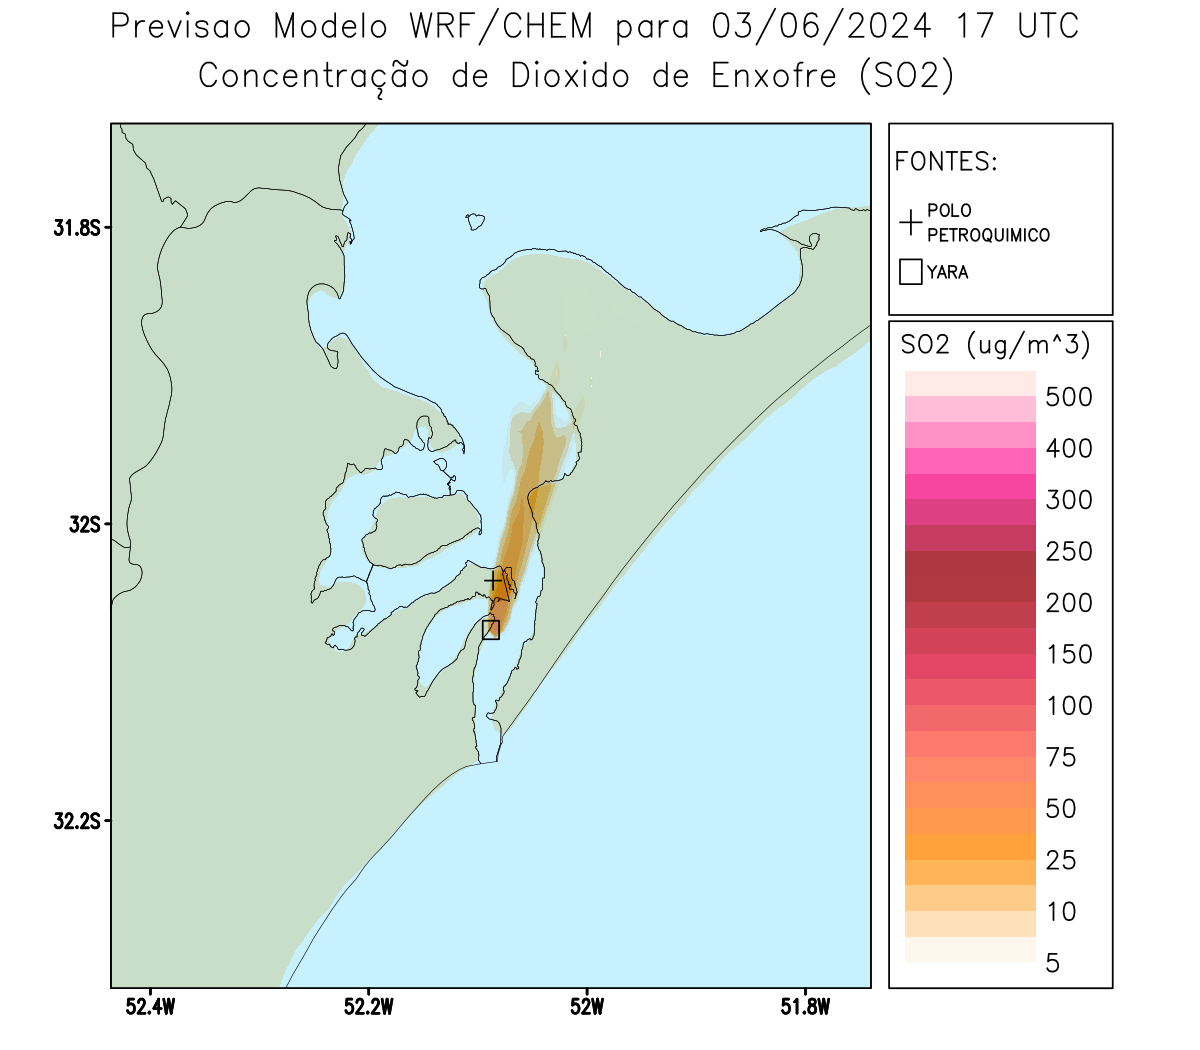 Previsao Modelo WRF/CHEM para 03/06/2024 17 UTC
Concentração de Dioxido de Enxofre (SO2)
FONTES:
POLO
PETROQUIMICO
YARA
31.8S
32S
32.2S
52.4W
52.2W
52W
51.8W
SO2 (ug/m^3)
500
400
300
250
200
150
100
75
50
25
10
5